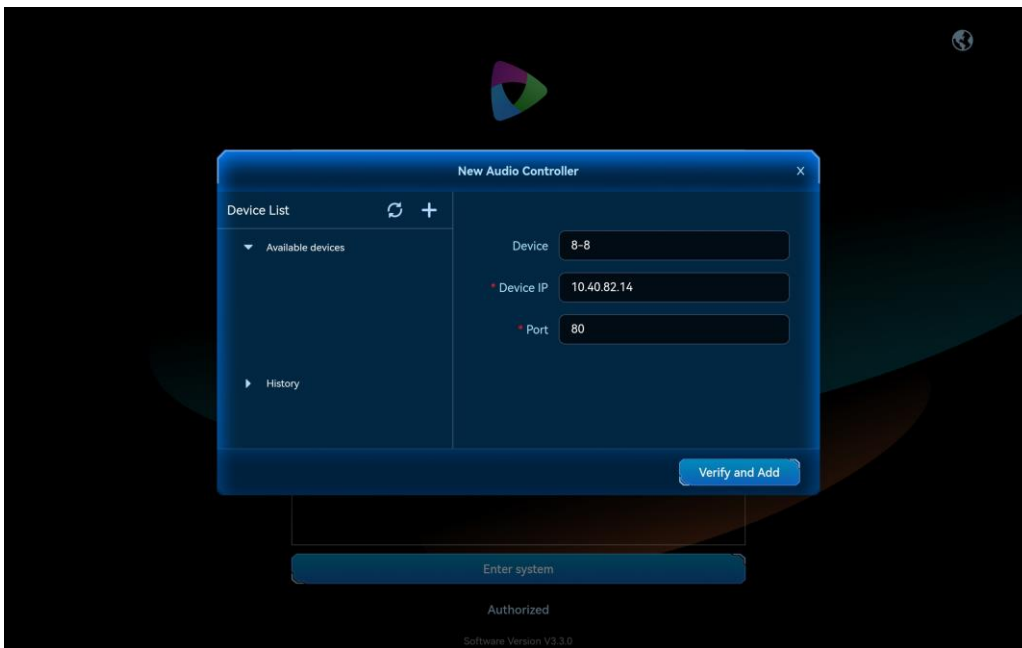 New Audio Controller
X
Device List
Available devices
History
Device 8-8
* Device IP 10.40.82.14
* Port 80
Verify and Add
Enter system
Authorized
Software Version V3.3.0